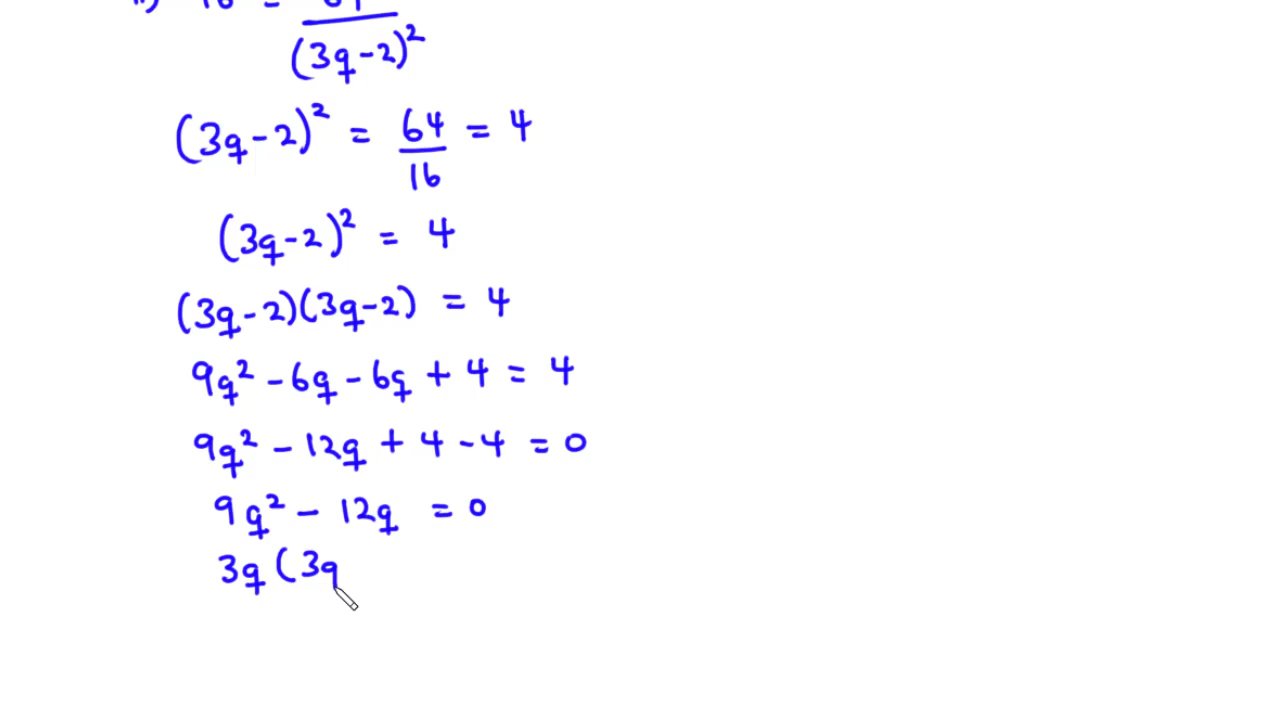 (3q-2)²
(3q-2)² = 64/16 = 4
(3q-2)² = 4
(3q-2)(3q-2) = 4
9q² - 6q - 6q + 4 = 4
9q² - 12q + 4 - 4 = 0
9q² - 12q = 0
3q (3q